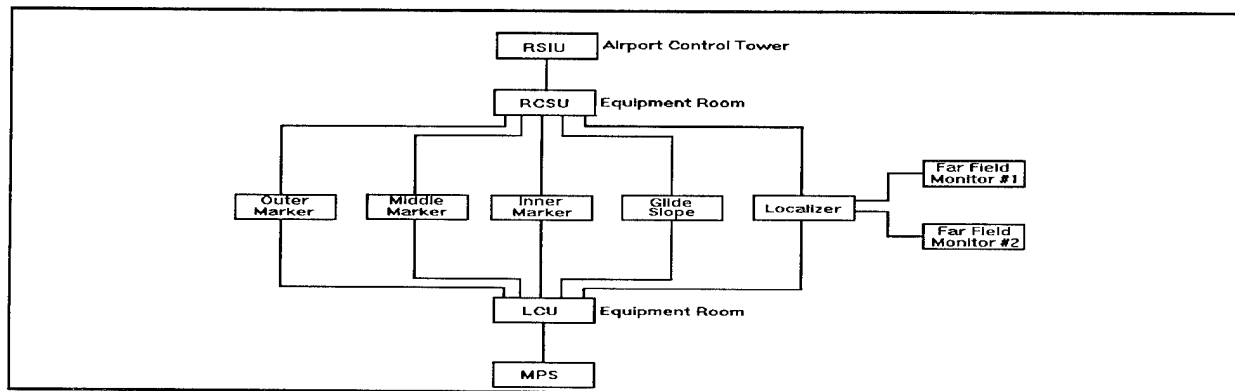 RSIU Airport Control Tower
RCSU Equipment Room
Outer
Marker
Middle
Marker
Inner
Marker
Glide
Slope
Localizer
Far Field
Monitor #1
Far Field
Monitor #2
LCU Equipment Room
MPS